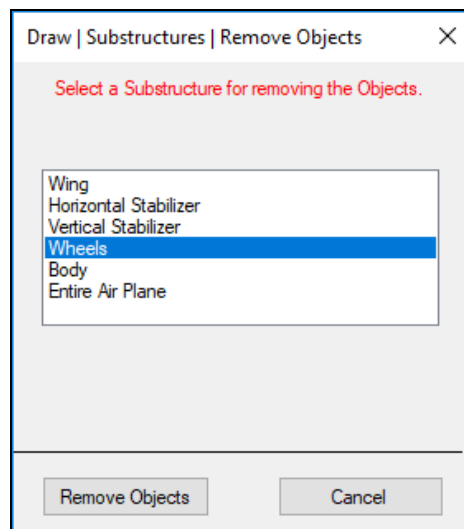 Draw | Substructures | Remove Objects
Select a Substructure for removing the Objects.
Wing
Horizontal Stabilizer
Vertical Stabilizer
Wheels
Body
Entire Air Plane
Remove Objects
Cancel